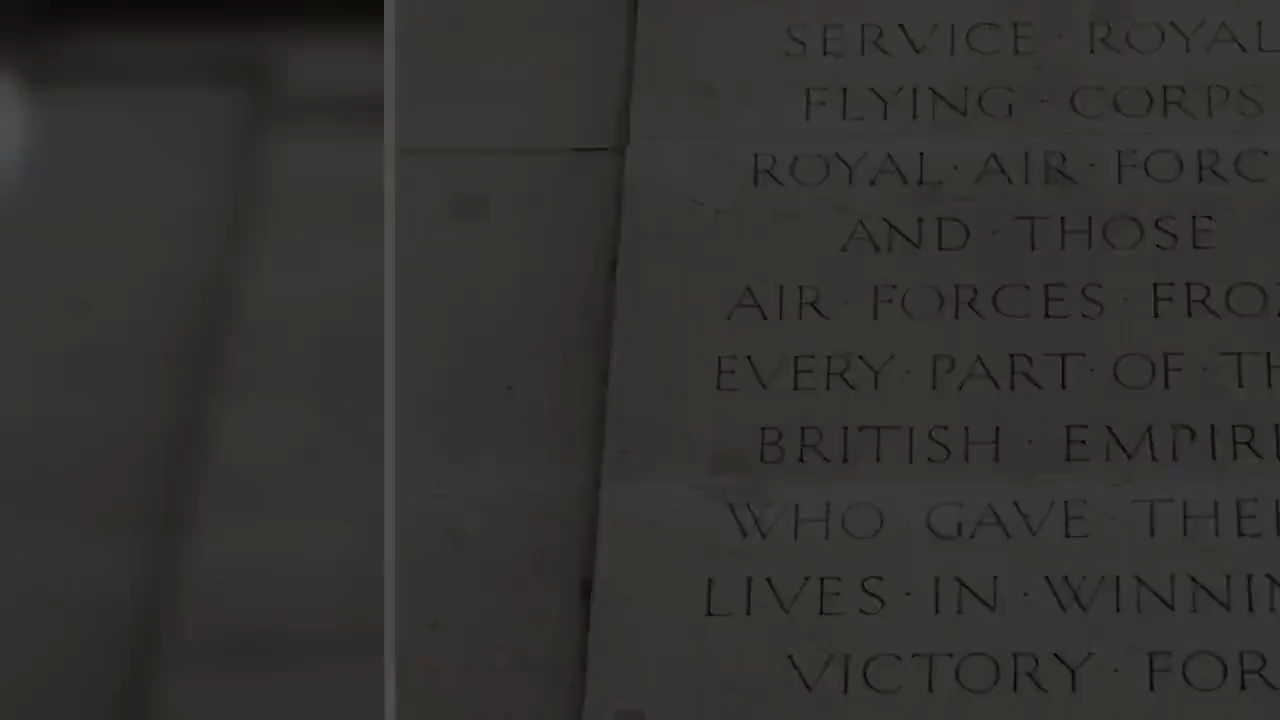 SERVICE · ROYAL
FLYING · CORPS
ROYAL · AIR · FORC
AND · THOSE
AIR · FORCES · FRO
EVERY · PART · OF · TH
BRITISH · EMPIR
WHO GAVE · THEI
LIVES · IN · WINNIN
VICTORY · FOR